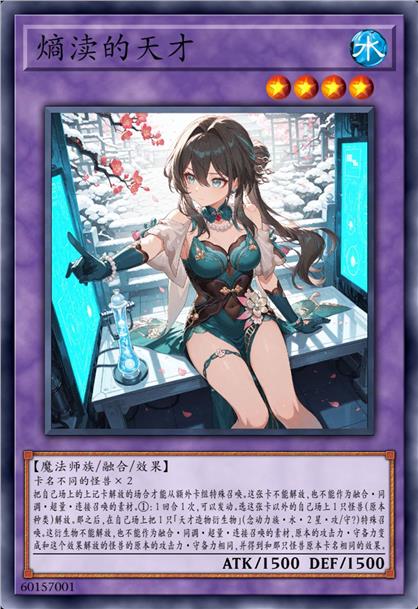 熵渎的天才
水
【魔法师族/融合/效果】
卡名不同的怪兽×2
把自己场上的上记卡解放的场合才能从额外卡组特殊召唤。这张卡不能解放、也不能作为融合・同
调・超量・连接召唤的素材。①:1回合1次,可以发动。选这张卡以外的自己场上1只怪兽(原本
种类)解放。那之后,在自己场上把1只「天才造物衍生物」(念动力族・水・2星・攻/守?)特殊召
唤。这衍生物不能解放、也不能作为融合・同调・超量・连接召唤的素材,原本的攻击力・守备力变
成和这个效果解放的怪兽的原本的攻击力・守备力相同,并得到和那只怪兽原本卡名相同的效果。
ATK/1500 DEF/1500
60157001